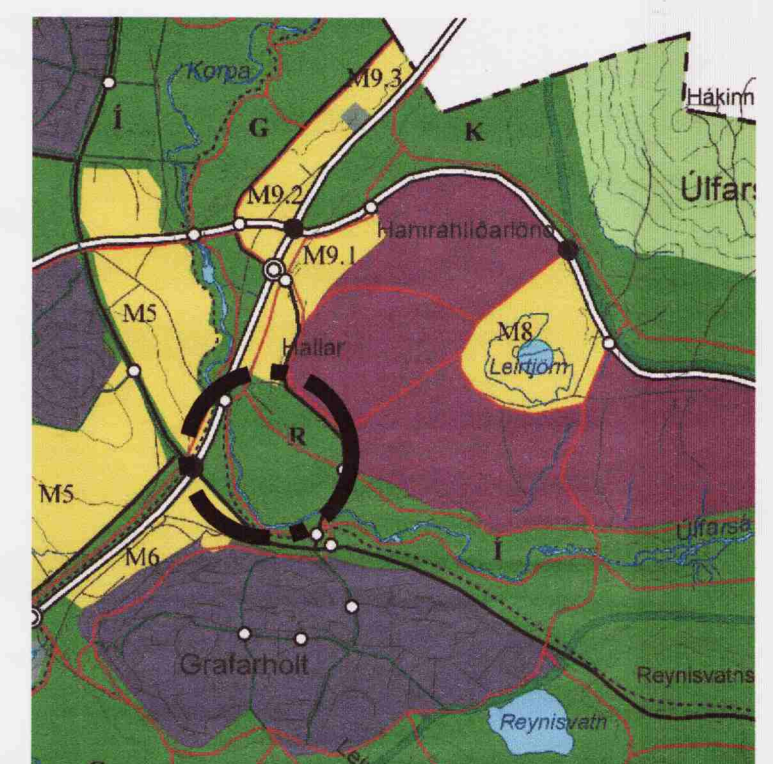 Korpa
M9.3
Í
G
K
Hákinn
Úlfars
M9.2
Hamrahlíðarlönd
M9.1
M5
M8
Hallar
Leirtjörn
R
M5
Úlfarsá
Í
M6
Grafarholt
Reynisvatns
Reynisvatn